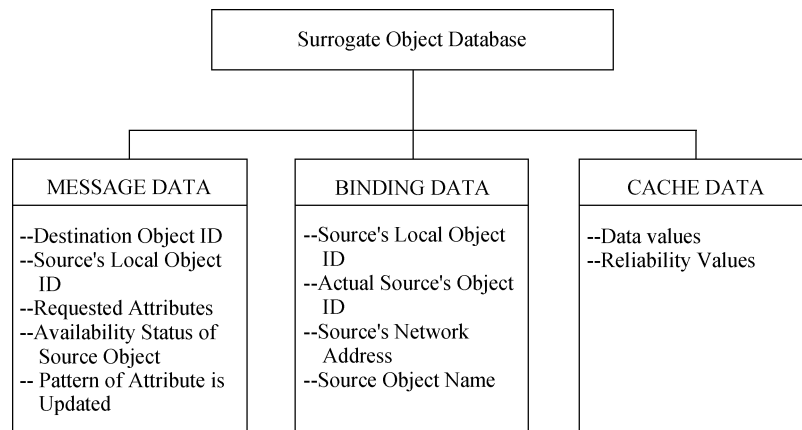 Surrogate Object Database
MESSAGE DATA
--Destination Object ID
--Source's Local Object
ID
--Requested Attributes
--Availability Status of
Source Object
-- Pattern of Attribute is
Updated
BINDING DATA
--Source's Local Object
ID
--Actual Source's Object
ID
--Source's Network
Address
--Source Object Name
CACHE DATA
--Data values
--Reliability Values